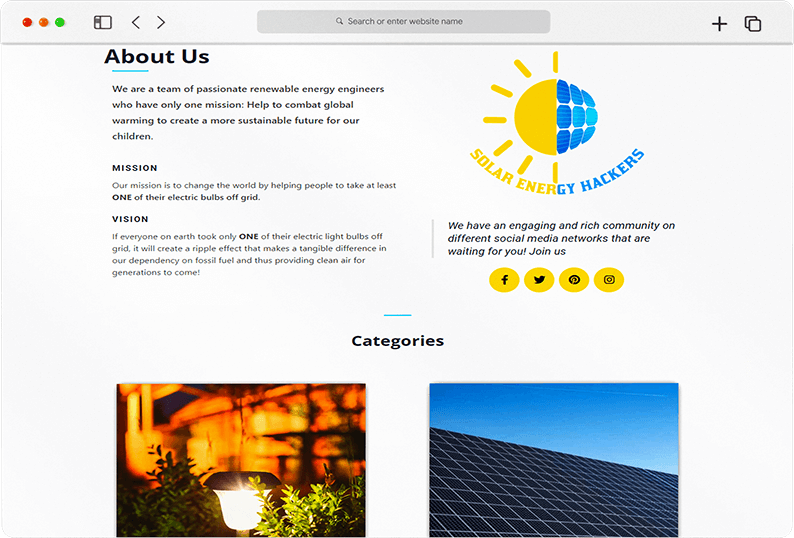 Search or enter website name
About Us
We are a team of passionate renewable energy engineers
who have only one mission: Help to combat global
warming to create a more sustainable future for our
children.
MISSION
Our mission is to change the world by helping people to take at least
ONE of their electric bulbs off grid.
VISION
If everyone on earth took only ONE of their electric light bulbs off
grid, it will create a ripple effect that makes a tangible difference in
our dependency on fossil fuel and thus providing clean air for
generations to come!
SOLAR ENERGY HACKERS
We have an engaging and rich community on
different social media networks that are
waiting for you! Join us
Categories